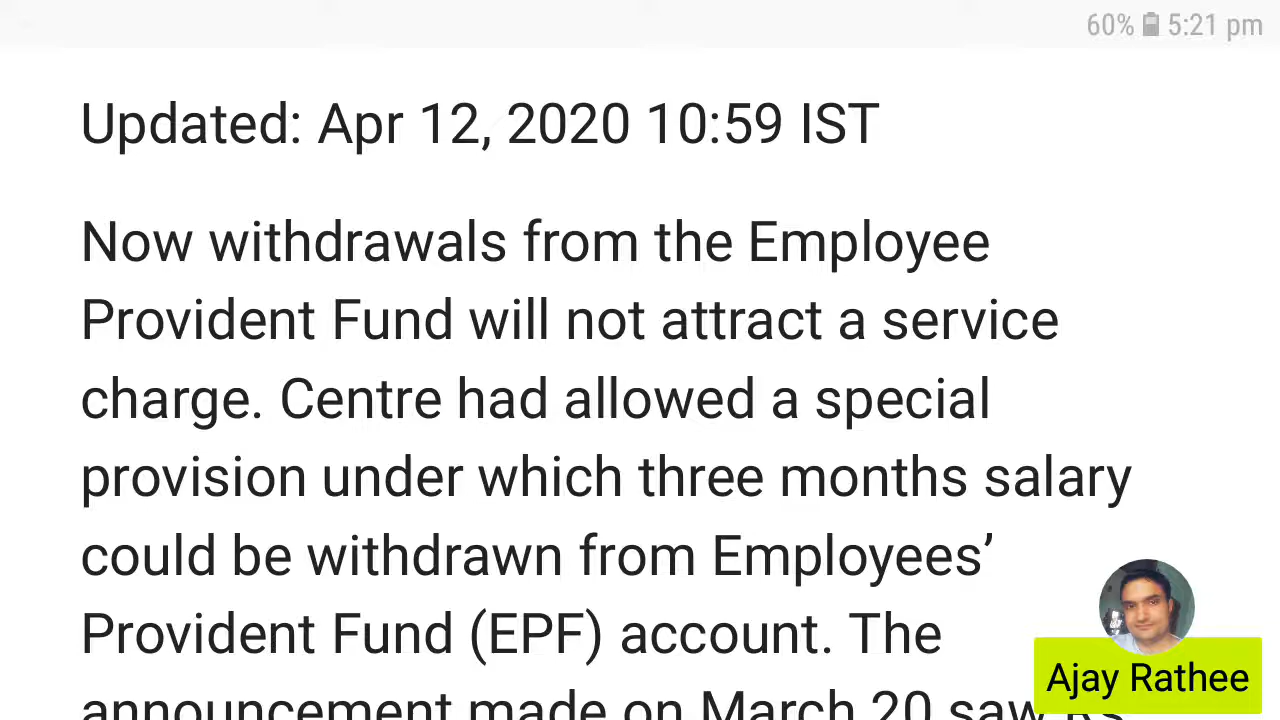 60% 5:21 pm
Updated: Apr 12, 2020 10:59 IST
Now withdrawals from the Employee
Provident Fund will not attract a service
charge. Centre had allowed a special
provision under which three months salary
could be withdrawn from Employees’
Provident Fund (EPF) account. The
announcement made on March 20 saw Rs
Ajay Rathee